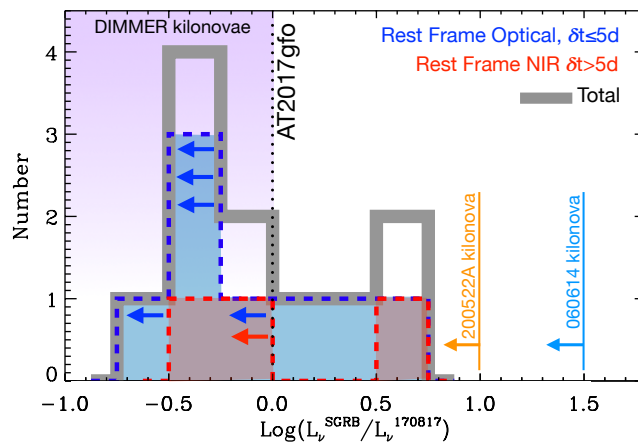 DIMMER kilonovae
Rest Frame Optical, δt≤5d
Rest Frame NIR δt>5d
Total
AT2017gfo
200522A kilonova
060614 kilonova
Number
4
3
2
1
0
-1.0 -0.5 0.0 0.5 1.0 1.5
Log(L_ν^SGRB/L_ν^170817)